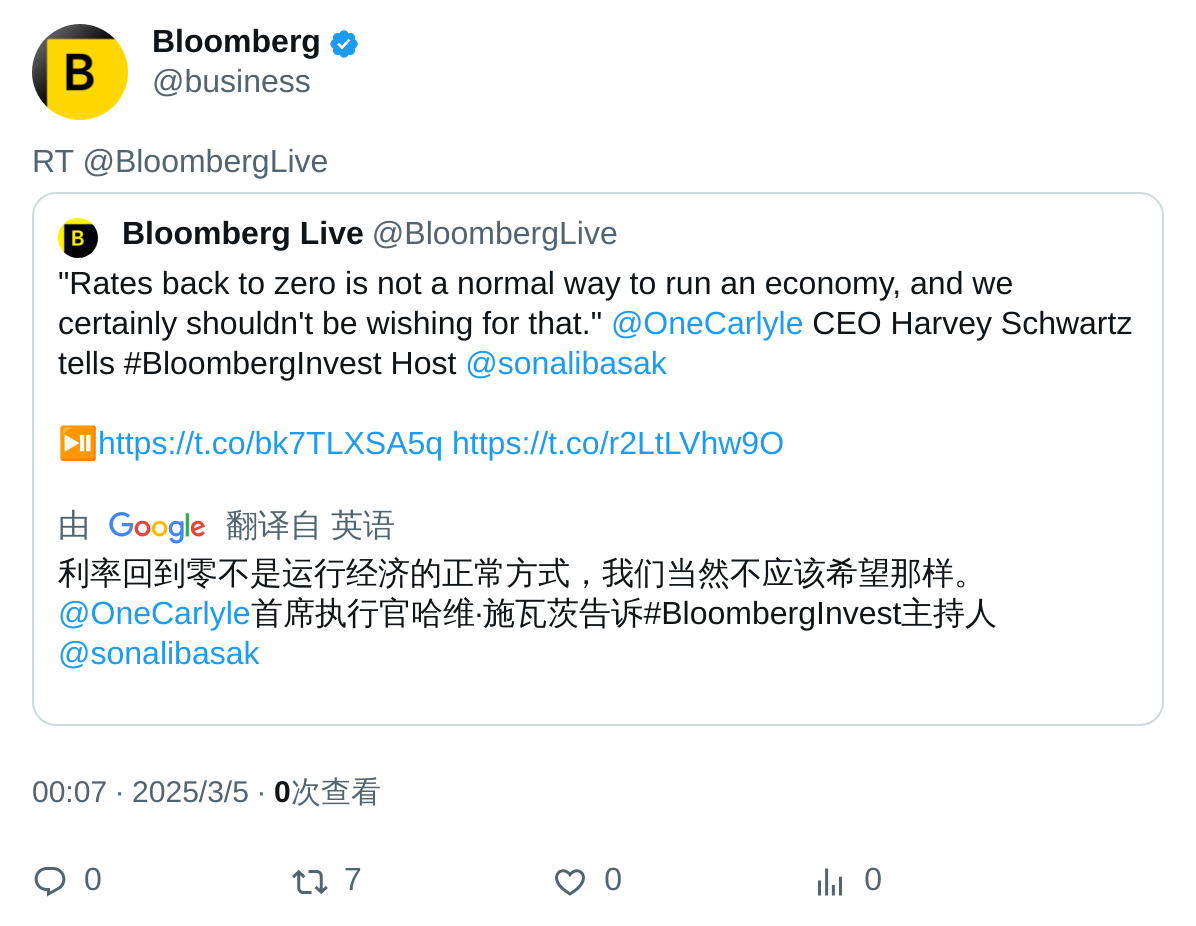 Bloomberg
@business
RT @BloombergLive
B
B
Bloomberg Live @BloombergLive
"Rates back to zero is not a normal way to run an economy, and we
certainly shouldn't be wishing for that." @OneCarlyle CEO Harvey Schwartz
tells #BloombergInvest Host @sonalibasak
⏯https://t.co/bk7TLXSA5q https://t.co/r2LtLVhw9O
由 Google 翻译自 英语
利率回到零不是运行经济的正常方式，我们当然不应该希望那样。
@OneCarlyle首席执行官哈维·施瓦茨告诉#BloombergInvest主持人
@sonalibasak
00:07 · 2025/3/5 · 0次查看
0 7 0 0